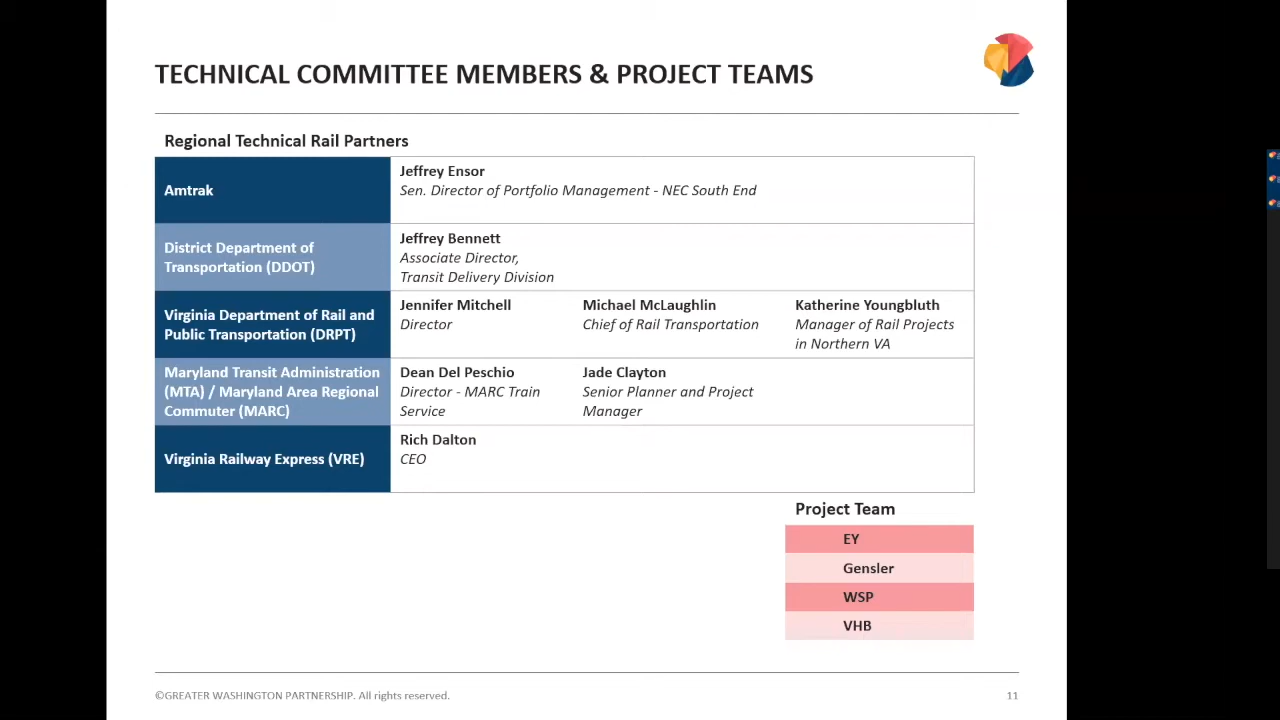 TECHNICAL COMMITTEE MEMBERS & PROJECT TEAMS
Regional Technical Rail Partners
Amtrak
Jeffrey Ensor
Sen. Director of Portfolio Management - NEC South End
District Department of
Transportation (DDOT)
Jeffrey Bennett
Associate Director,
Transit Delivery Division
Virginia Department of Rail and
Public Transportation (DRPT)
Jennifer Mitchell
Director
Michael McLaughlin
Chief of Rail Transportation
Katherine Youngbluth
Manager of Rail Projects
in Northern VA
Maryland Transit Administration
(MTA) / Maryland Area Regional
Commuter (MARC)
Dean Del Peschio
Director - MARC Train
Service
Jade Clayton
Senior Planner and Project
Manager
Virginia Railway Express (VRE)
Rich Dalton
CEO
Project Team
EY
Gensler
WSP
VHB
©GREATER WASHINGTON PARTNERSHIP. All rights reserved.
11